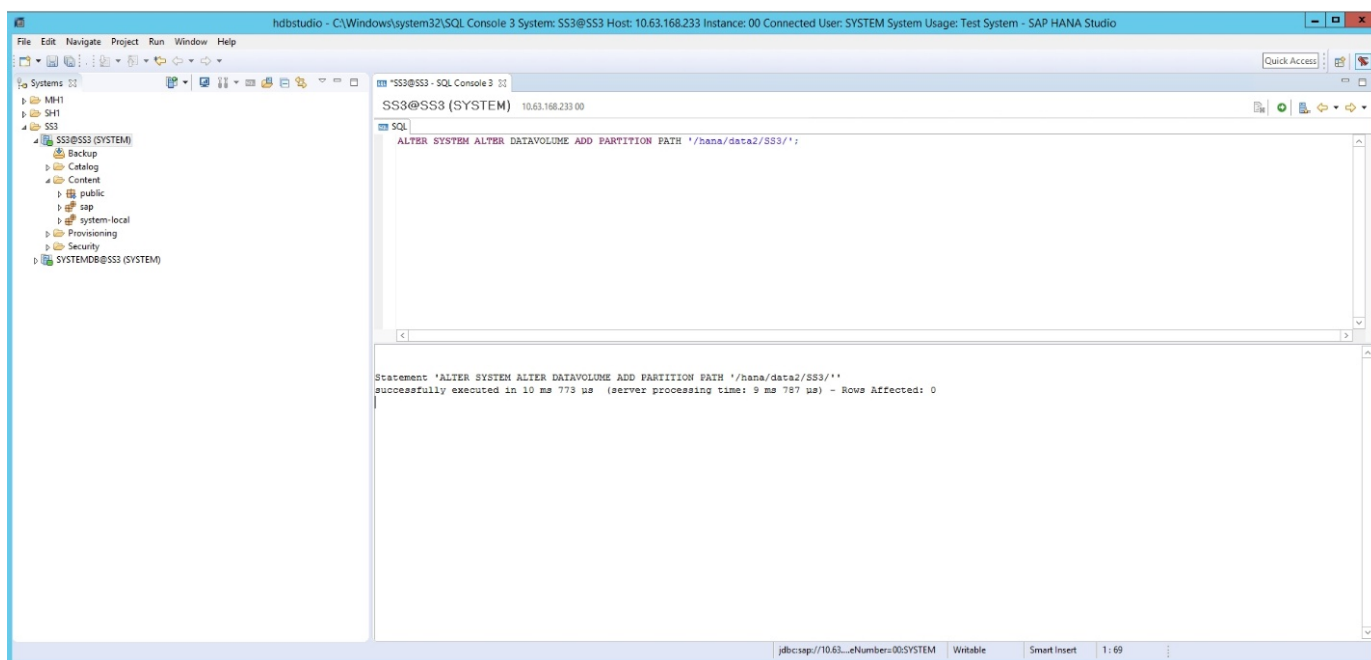 hdbstudio - C:\Windows\system32\SQL Console 3 System: SS3@SS3 Host: 10.63.168.233 Instance: 00 Connected User: SYSTEM System Usage: Test System - SAP HANA Studio
File Edit Navigate Project Run Window Help
Quick Access
Systems
MH1
SH1
SS3
SS3@SS3 (SYSTEM)
Backup
Catalog
Content
public
sap
system-local
Provisioning
Security
SYSTEMDB@SS3 (SYSTEM)
*SS3@SS3 - SQL Console 3
SS3@SS3 (SYSTEM) 10.63.168.233 00
SQL
ALTER SYSTEM ALTER DATAVOLUME ADD PARTITION PATH '/hana/data2/SS3/';
Statement 'ALTER SYSTEM ALTER DATAVOLUME ADD PARTITION PATH '/hana/data2/SS3/''
successfully executed in 10 ms 773 µs (server processing time: 9 ms 787 µs) - Rows Affected: 0
jdbc:sap://10.63....eNumber=00:SYSTEM Writable Smart Insert 1 : 69